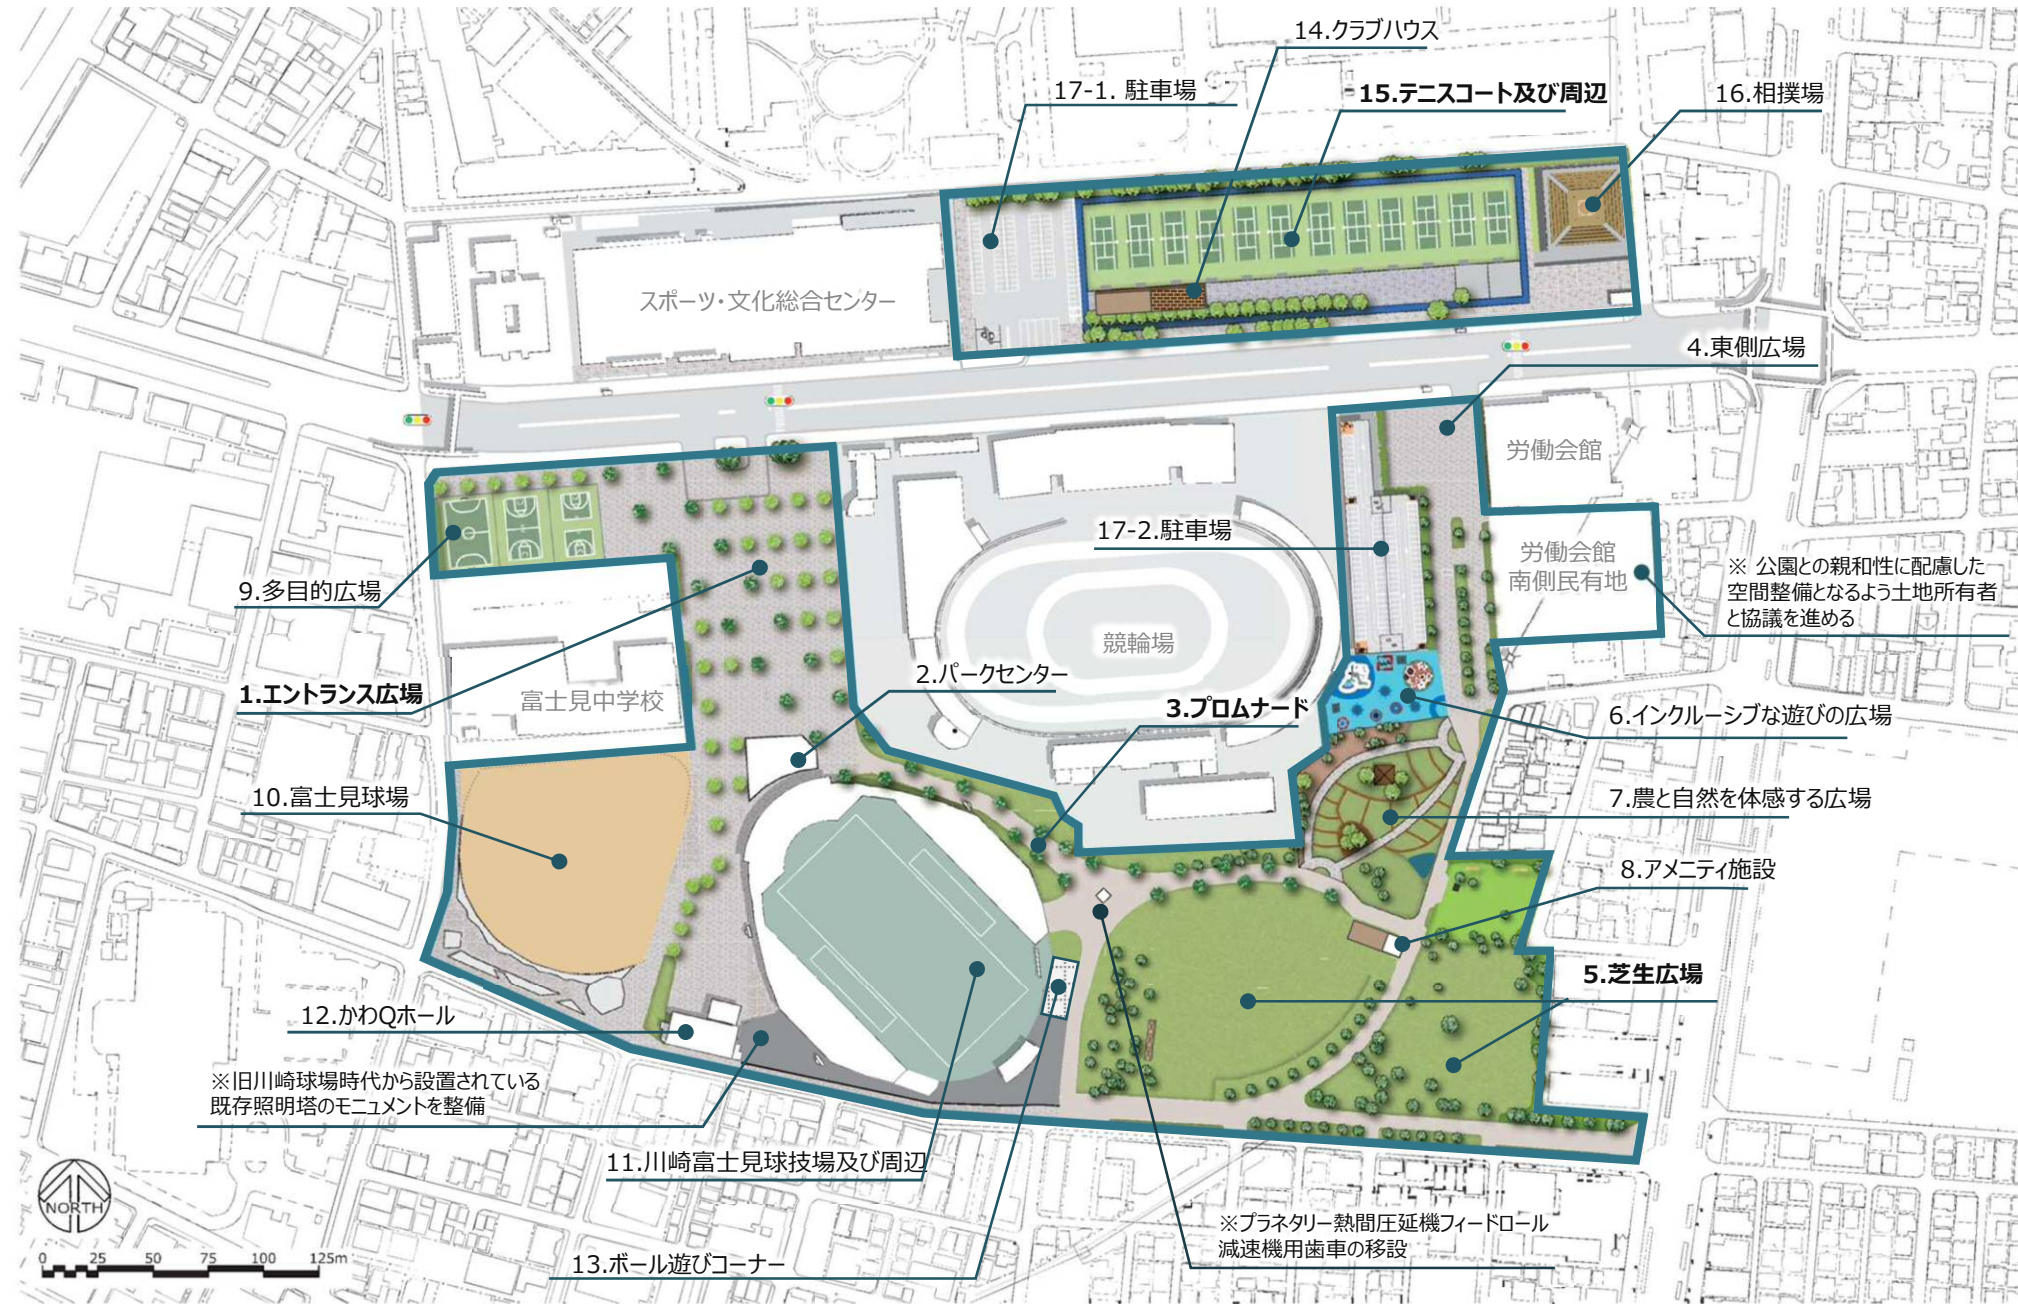 14.クラブハウス
17-1. 駐車場
15.テニスコート及び周辺
16.相撲場
スポーツ・文化総合センター
4.東側広場
労働会館
17-2.駐車場
労働会館
南側民有地
※ 公園との親和性に配慮した
空間整備となるよう土地所有者
と協議を進める
9.多目的広場
競輪場
2.パークセンター
1.エントランス広場
富士見中学校
3.プロムナード
6.インクルーシブな遊びの広場
10.富士見球場
7.農と自然を体感する広場
8.アメニティ施設
5.芝生広場
12.かわQホール
※旧川崎球場時代から設置されている
既存照明塔のモニュメントを整備
11.川崎富士見球技場及び周辺
NORTH
※プラネタリー熱間圧延機フィードロール
減速機用歯車の移設
13.ボール遊びコーナー
0 25 50 75 100 125m